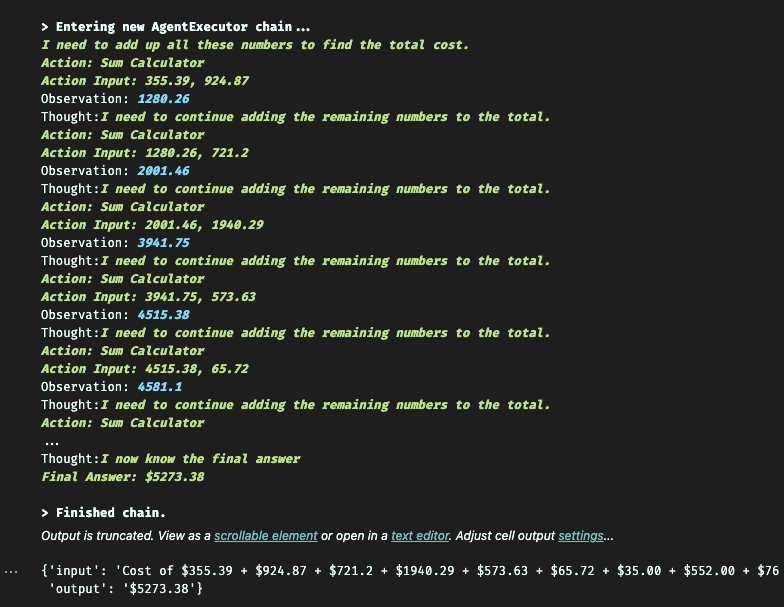 > Entering new AgentExecutor chain...
I need to add up all these numbers to find the total cost.
Action: Sum Calculator
Action Input: 355.39, 924.87
Observation: 1280.26
Thought:I need to continue adding the remaining numbers to the total.
Action: Sum Calculator
Action Input: 1280.26, 721.2
Observation: 2001.46
Thought:I need to continue adding the remaining numbers to the total.
Action: Sum Calculator
Action Input: 2001.46, 1940.29
Observation: 3941.75
Thought:I need to continue adding the remaining numbers to the total.
Action: Sum Calculator
Action Input: 3941.75, 573.63
Observation: 4515.38
Thought:I need to continue adding the remaining numbers to the total.
Action: Sum Calculator
Action Input: 4515.38, 65.72
Observation: 4581.1
Thought:I need to continue adding the remaining numbers to the total.
Action: Sum Calculator
...
Thought:I now know the final answer
Final Answer: $5273.38
> Finished chain.
Output is truncated. View as a scrollable element or open in a text editor. Adjust cell output settings...
... {'input': 'Cost of $355.39 + $924.87 + $721.2 + $1940.29 + $573.63 + $65.72 + $35.00 + $552.00 + $76
'output': '$5273.38'}